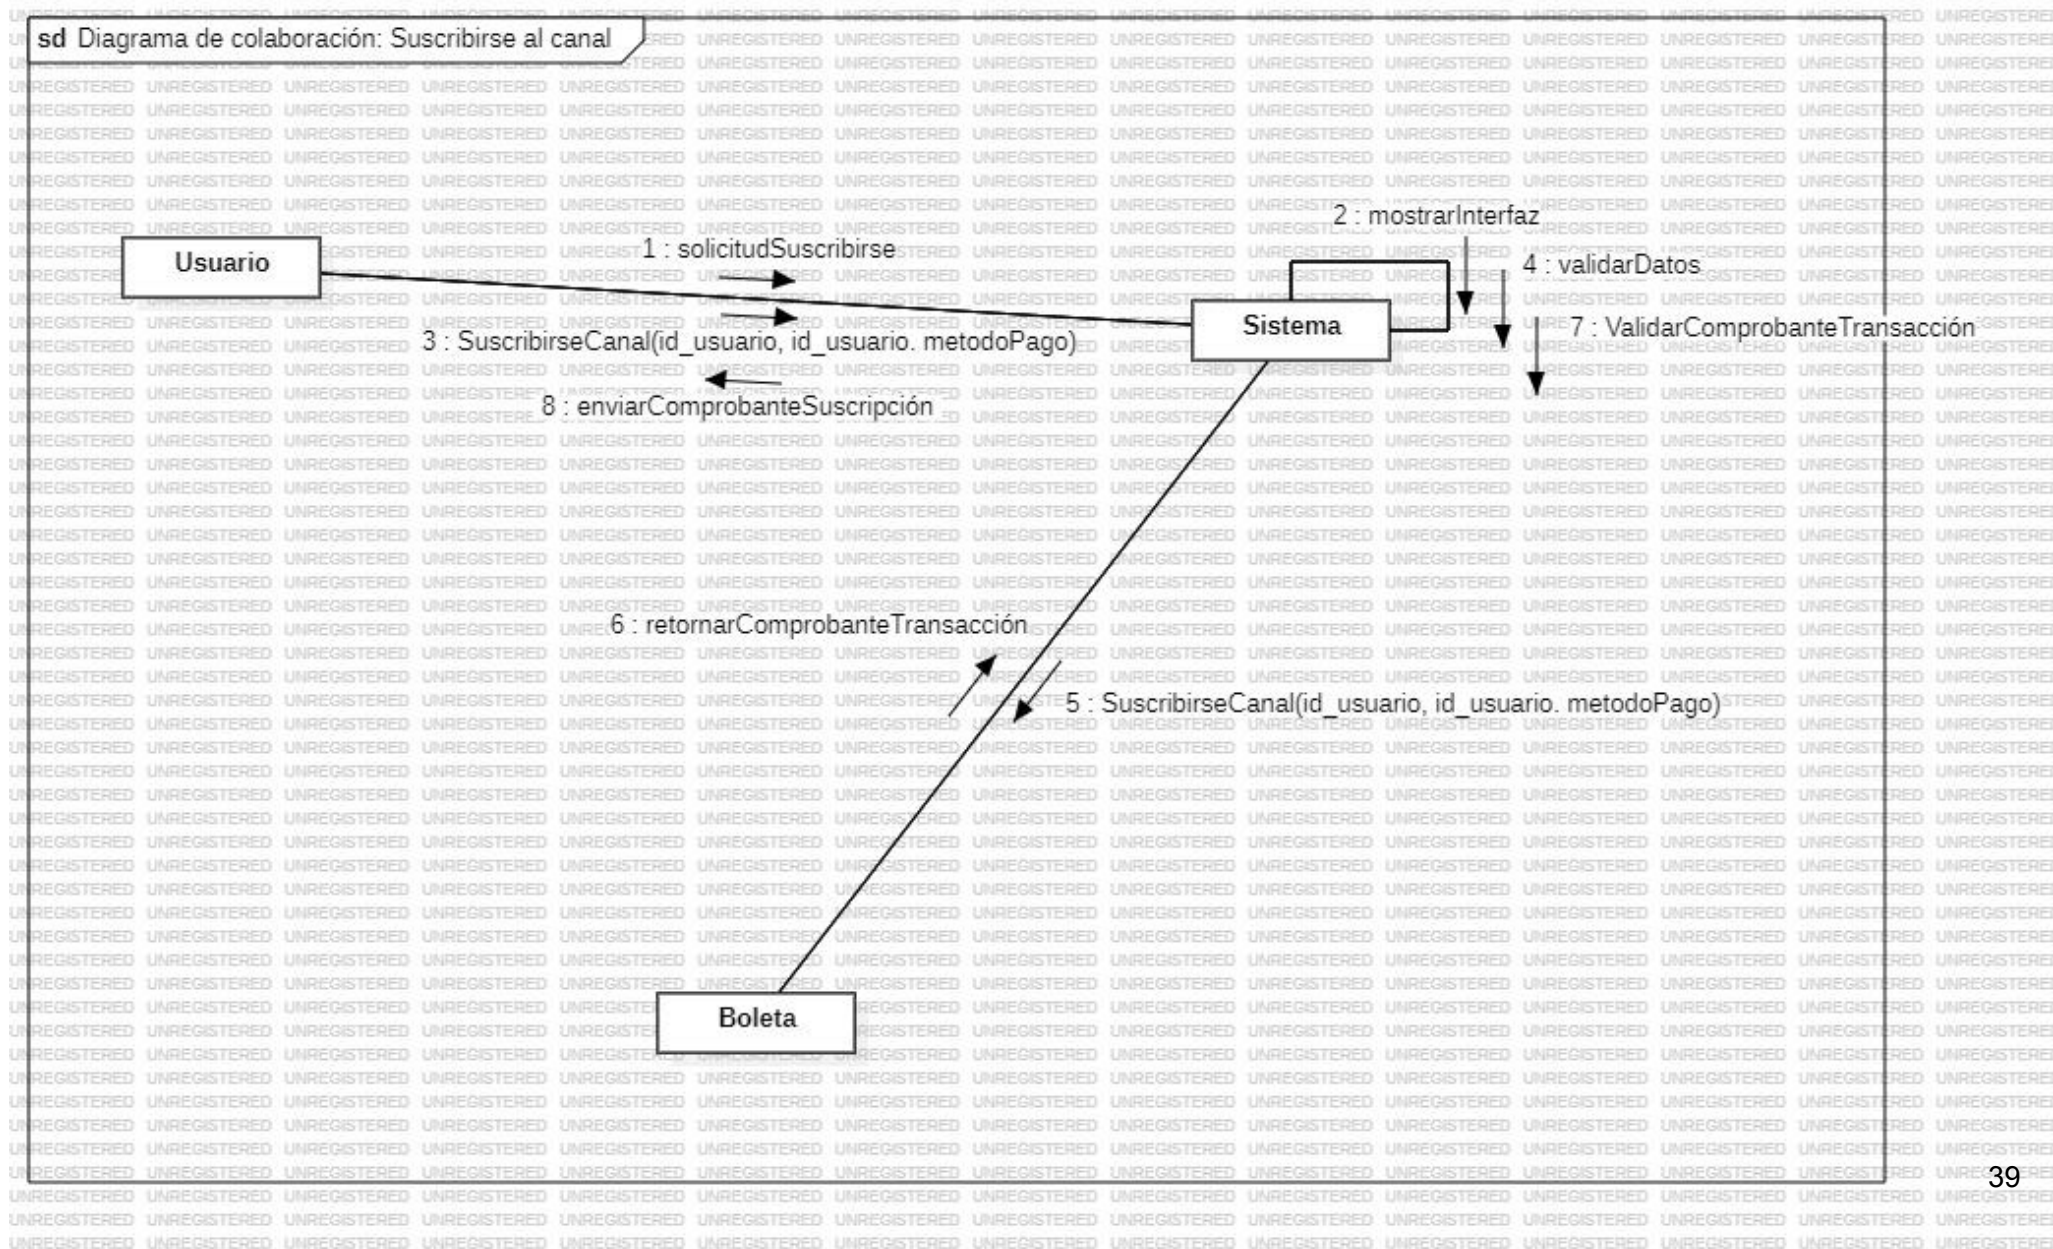 sd Diagrama de colaboración: Suscribirse al canal
2 : mostrarInterfaz
Usuario
1 : solicitudSuscribirse
4 : validarDatos
Sistema
7 : ValidarComprobanteTransacción
3 : SuscribirseCanal(id_usuario, id_usuario. metodoPago)
8 : enviarComprobanteSuscripción
6 : retornarComprobanteTransacción
5 : SuscribirseCanal(id_usuario, id_usuario. metodoPago)
Boleta
39
UNREGISTERED